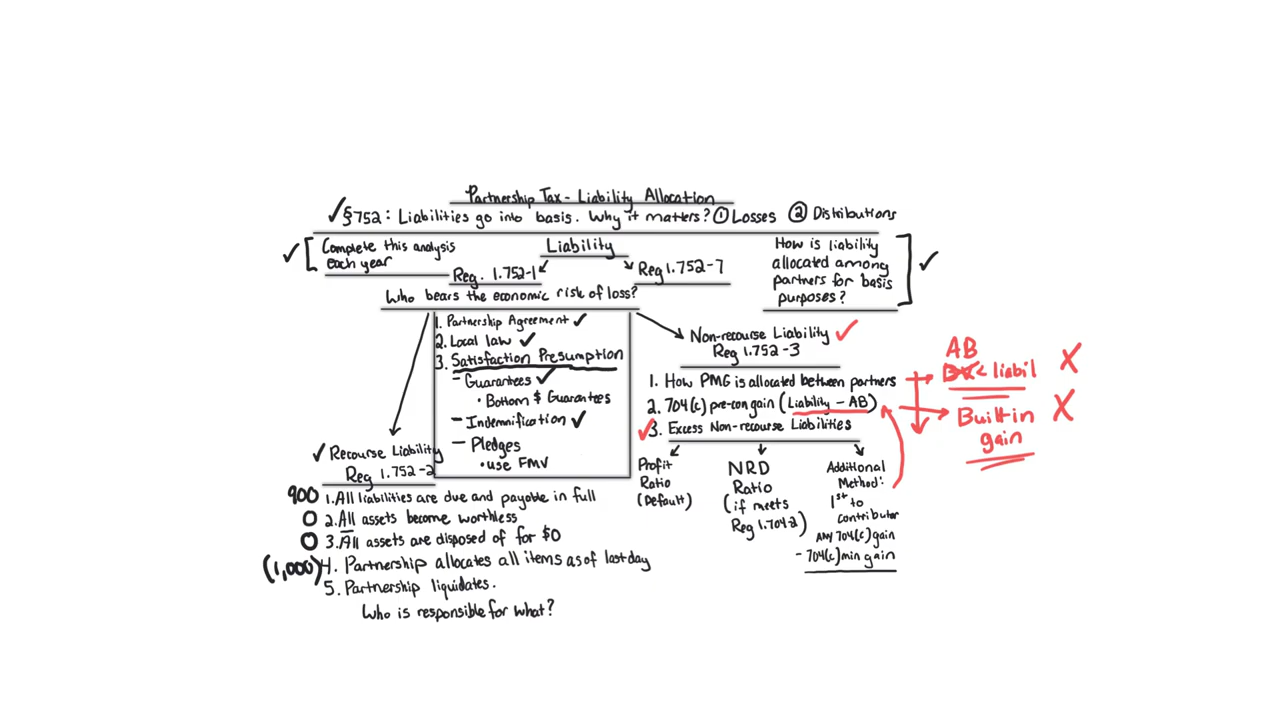 Partnership Tax - Liability Allocation
✓ §752: Liabilities go into basis. Why it matters? ① Losses ② Distributions
✓ [ Complete this analysis
each year
Liability
Reg. 1.752-1
Reg 1.752-7
How is liability
allocated among
partners for basis
purposes? ] ✓
Who bears the economic risk of loss?
1. Partnership Agreement ✓
2. Local law ✓
3. Satisfaction Presumption
- Guarantees ✓
• Bottom $ Guarantees
- Indemnification ✓
- Pledges
• use FMV
✓ Recourse Liability
Reg 1.752-2
900 1. All liabilities are due and payable in full
0 2. All assets become worthless
0 3. All assets are disposed of for $0
(1,000) 4. Partnership allocates all items as of last day
5. Partnership liquidates.
Who is responsible for what?
Non-recourse Liability ✓
Reg 1.752-3
1. How PMG is allocated between partners
2. 704(c) pre-con gain (Liability - AB)
✓ 3. Excess Non-recourse Liabilities
Profit
Ratio
(Default)
NRD
Ratio
(if meets
Reg 1.704-2)
Additional
Method:
1st to
contributor
any 704(c) gain
- 704(c) min gain
AB
< liabil X
Built-in X
gain